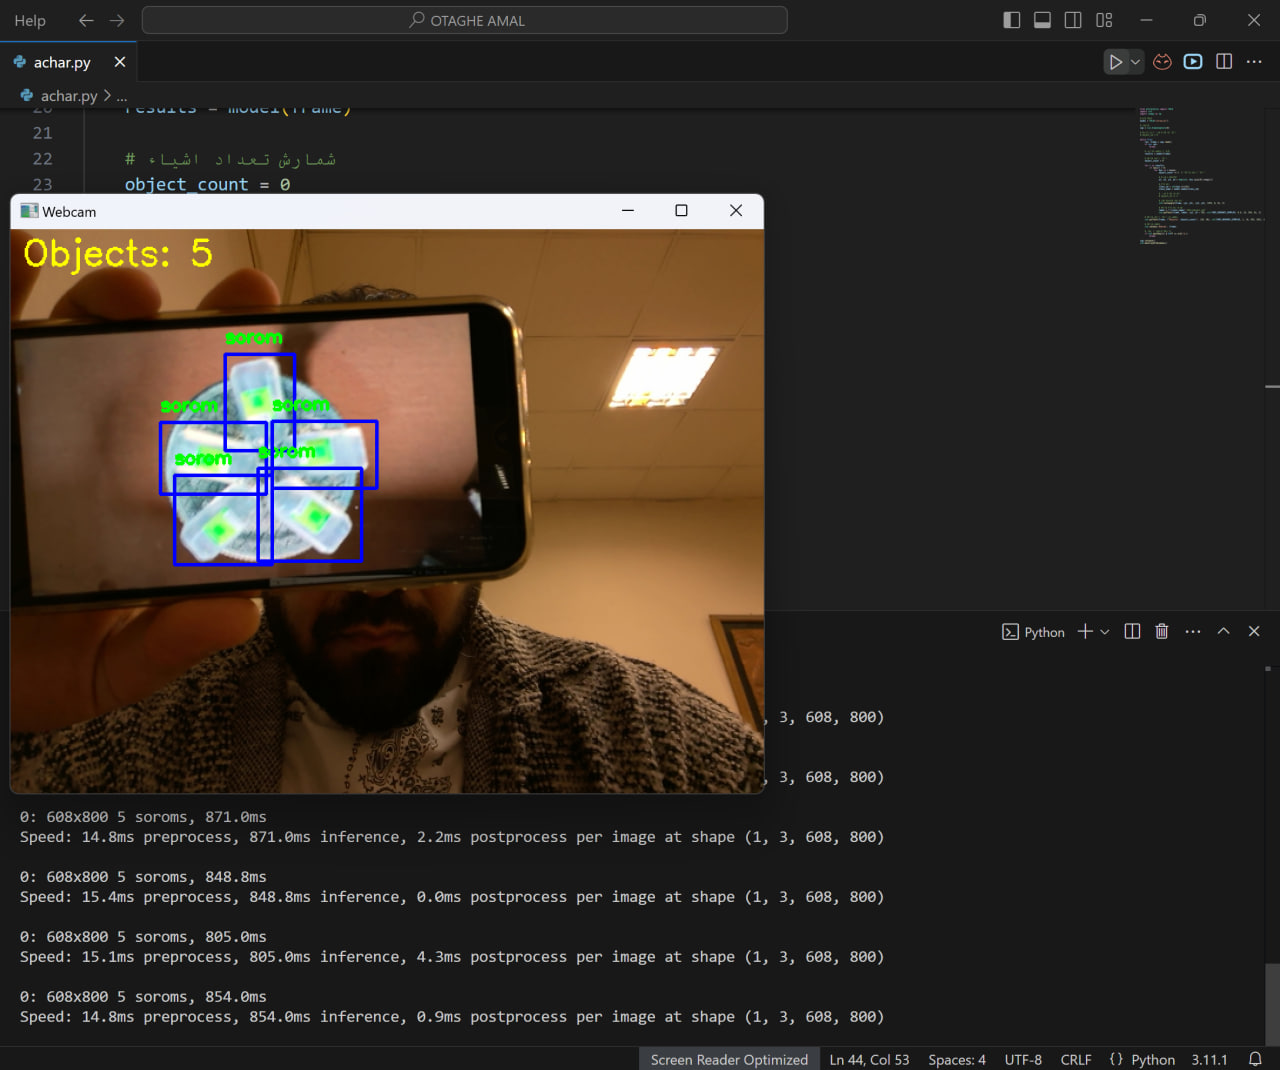 Help
OTAGHE AMAL
achar.py
achar.py > ...
20 results = model(frame)
21
22 # شمارش تعداد اشیاء
23 object_count = 0
Webcam
Objects: 5
sorom
sorom
sorom
sorom
sorom
Python
, 3, 608, 800)
, 3, 608, 800)
0: 608x800 5 soroms, 871.0ms
Speed: 14.8ms preprocess, 871.0ms inference, 2.2ms postprocess per image at shape (1, 3, 608, 800)
0: 608x800 5 soroms, 848.8ms
Speed: 15.4ms preprocess, 848.8ms inference, 0.0ms postprocess per image at shape (1, 3, 608, 800)
0: 608x800 5 soroms, 805.0ms
Speed: 15.1ms preprocess, 805.0ms inference, 4.3ms postprocess per image at shape (1, 3, 608, 800)
0: 608x800 5 soroms, 854.0ms
Speed: 14.8ms preprocess, 854.0ms inference, 0.9ms postprocess per image at shape (1, 3, 608, 800)
Screen Reader Optimized Ln 44, Col 53 Spaces: 4 UTF-8 CRLF {} Python 3.11.1